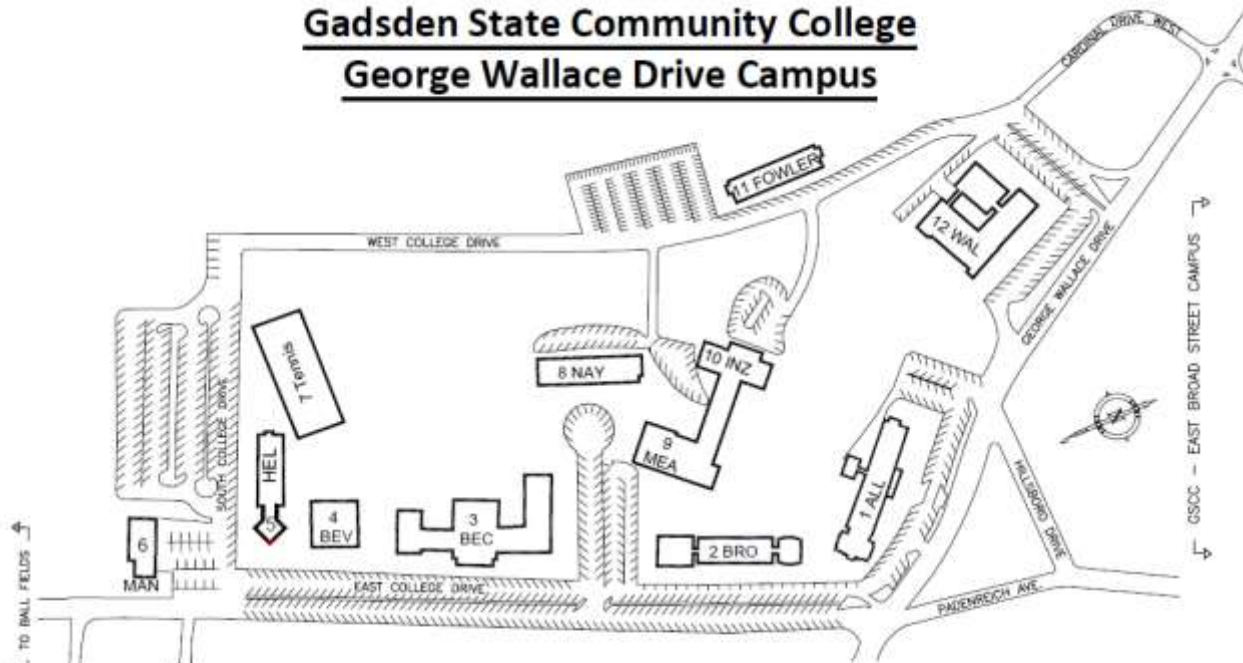 Gadsden State Community College
George Wallace Drive Campus
CARDINAL DRIVE WEST
11 FOWLER
12 WAL
WEST COLLEGE DRIVE
GEORGE WALLACE DRIVE
GSCC - EAST BROAD STREET CAMPUS
7 Tennis
8 NAY
10 INZ
9
MEA
SOUTH COLLEGE DRIVE
HEL
5
4
BEV
3
BEC
1 ALL
HILLSBORO DRIVE
6
MAN
2 BRO
EAST COLLEGE DRIVE
PADENREICH AVE.
TO BALL FIELDS